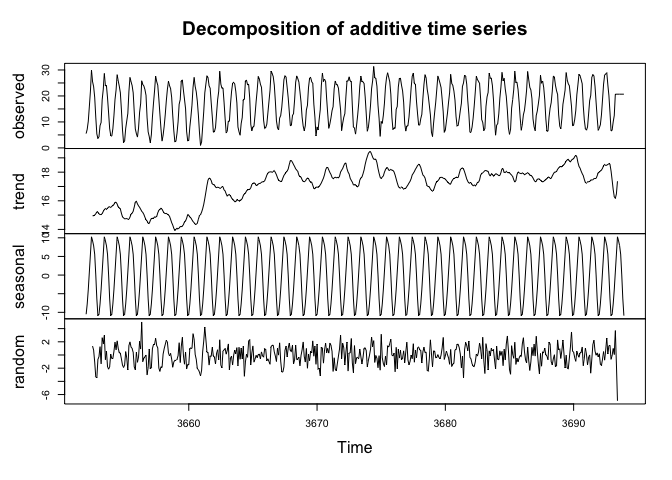 Decomposition of additive time series
observed
0 10 20 30
trend
14 16 18
seasonal
-10 0 5 10
random
-6 -2 2
3660 3670 3680 3690
Time